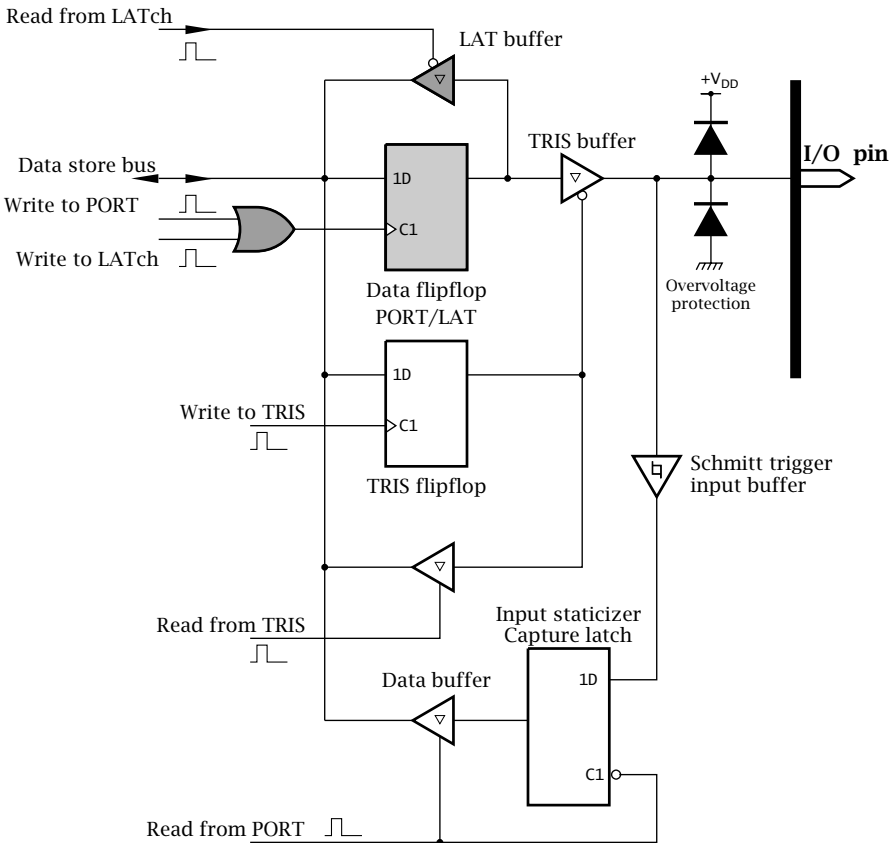 Read from LATch
LAT buffer
+VDD
TRIS buffer
I/O pin
Data store bus
1D
Write to PORT
C1
Write to LATch
Overvoltage
protection
Data flipflop
PORT/LAT
1D
Write to TRIS
C1
Schmitt trigger
input buffer
TRIS flipflop
Input staticizer
Capture latch
Read from TRIS
1D
Data buffer
C1
Read from PORT